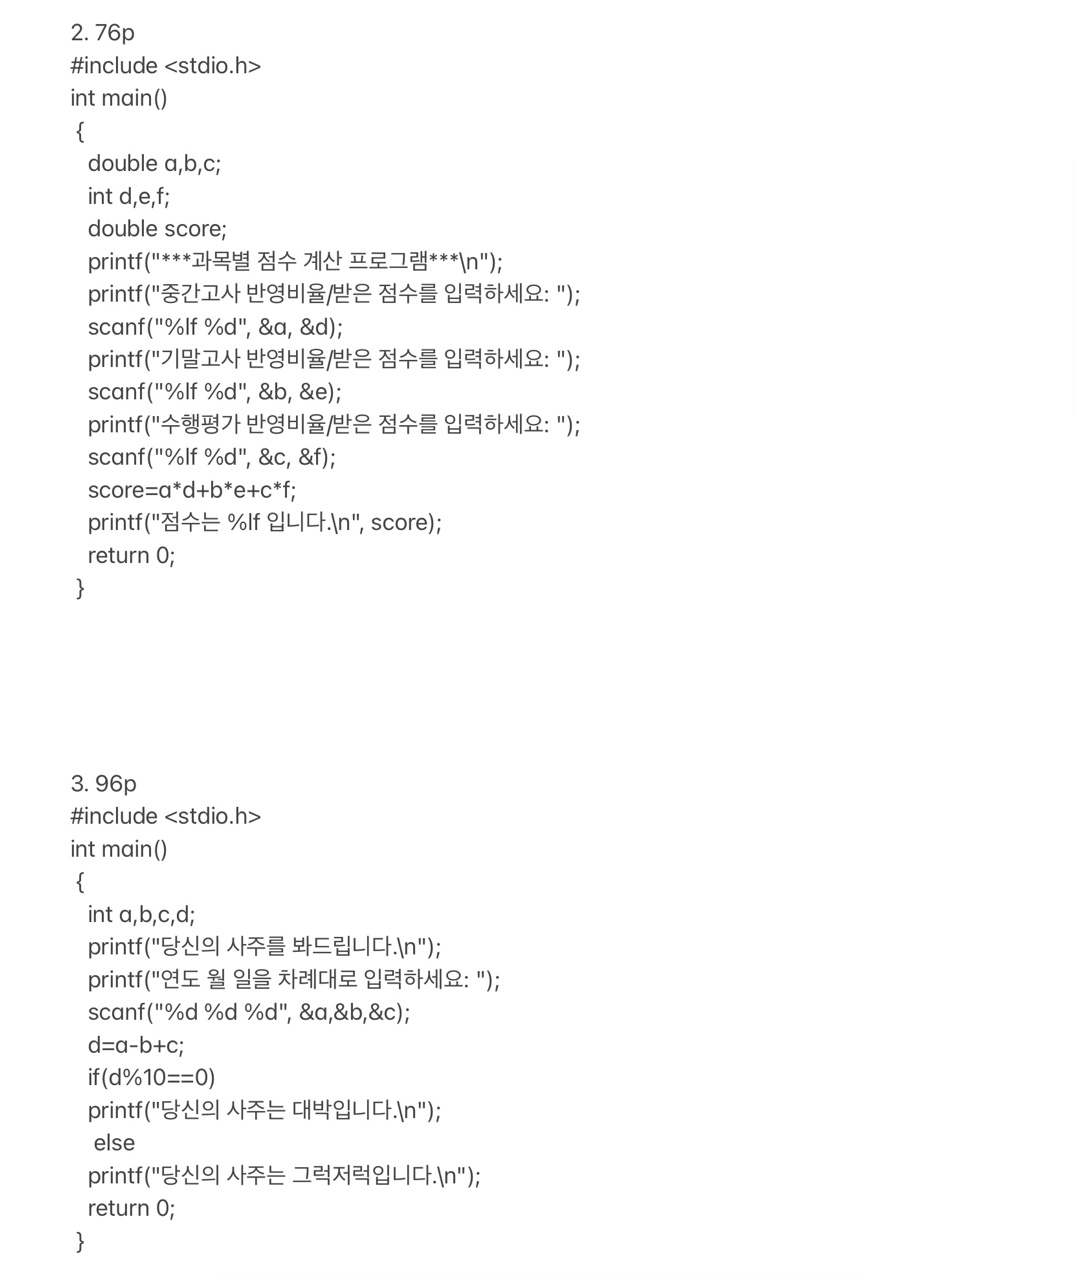 2. 76p
#include <stdio.h>
int main()
{
double a,b,c;
int d,e,f;
double score;
printf("***과목별 점수 계산 프로그램***\n");
printf("중간고사 반영비율/받은 점수를 입력하세요: ");
scanf("%lf %d", &a, &d);
printf("기말고사 반영비율/받은 점수를 입력하세요: ");
scanf("%lf %d", &b, &e);
printf("수행평가 반영비율/받은 점수를 입력하세요: ");
scanf("%lf %d", &c, &f);
score=a*d+b*e+c*f;
printf("점수는 %lf 입니다.\n", score);
return 0;
}
3. 96p
#include <stdio.h>
int main()
{
int a,b,c,d;
printf("당신의 사주를 봐드립니다.\n");
printf("연도 월 일을 차례대로 입력하세요: ");
scanf("%d %d %d", &a,&b,&c);
d=a-b+c;
if(d%10==0)
printf("당신의 사주는 대박입니다.\n");
else
printf("당신의 사주는 그럭저럭입니다.\n");
return 0;
}